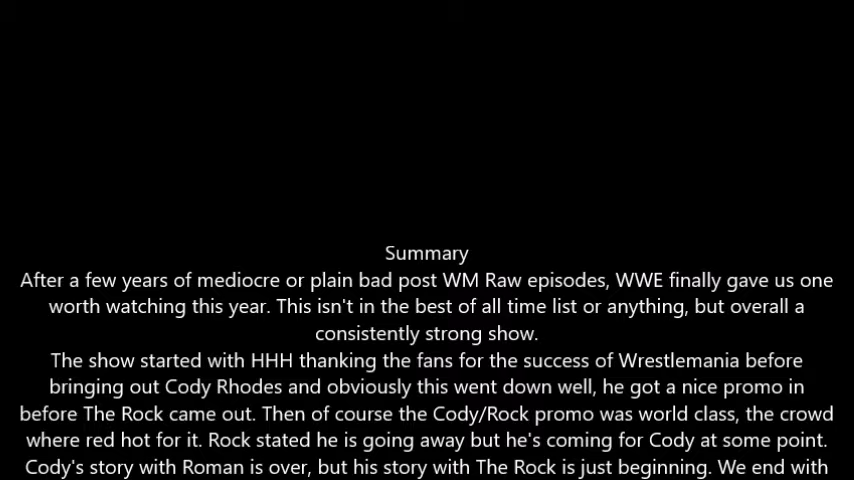 Summary
After a few years of mediocre or plain bad post WM Raw episodes, WWE finally gave us one
worth watching this year. This isn't in the best of all time list or anything, but overall a
consistently strong show.
The show started with HHH thanking the fans for the success of Wrestlemania before
bringing out Cody Rhodes and obviously this went down well, he got a nice promo in
before The Rock came out. Then of course the Cody/Rock promo was world class, the crowd
where red hot for it. Rock stated he is going away but he's coming for Cody at some point.
Cody's story with Roman is over, but his story with The Rock is just beginning. We end with